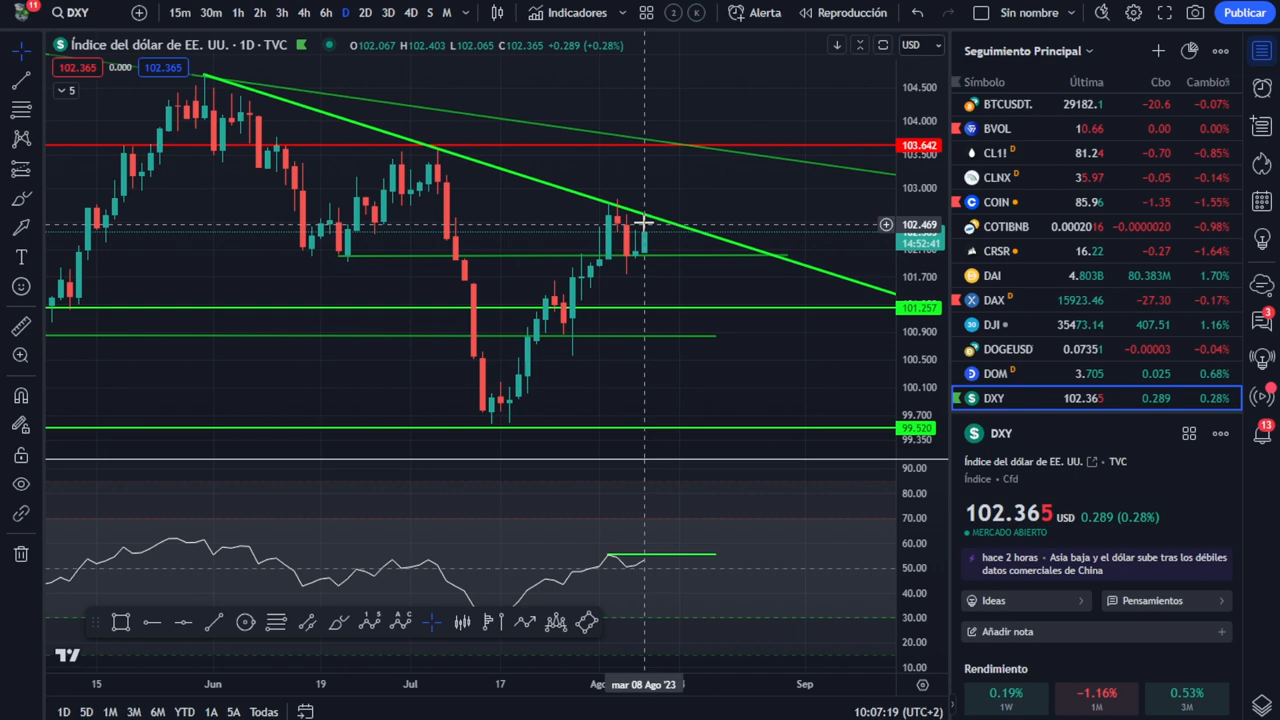 11 DXY 15m 30m 1h 2h 3h 4h 6h D 2D 3D S M Indicadores 2 K Alerta Reproducción Sin nombre Publicar
Índice del dólar de EE. UU. · 1D · TVC O102.067 H102.403 L102.065 C102.365 +0.289 (+0.28%) USD
102.365 0.000 102.365
5
104.500
104.000
103.642
103.500
103.000
102.469
14:52:41
101.700
101.257
100.900
100.500
100.100
99.700
99.520
99.350
90.00
80.00
70.00
60.00
50.00
40.00
30.00
20.00
10.00
15 Jun 19 Jul 17 Ago mar 08 Ago '23 Sep
1D 5D 1M 3M 6M YTD 1A 5A Todas 10:07:19 (UTC+2)
Seguimiento Principal
Símbolo Última Cbo Cambio%
BTCUSDT. 29182.1 −20.6 −0.07%
BVOL 10.66 0.00 0.00%
CL1! D 81.24 −0.70 −0.85%
CLNX D 35.97 −0.05 −0.14%
COIN 85.96 −1.35 −1.55%
COTIBNB 0.0002016 −0.0000020 −0.98%
CRSR 16.22 −0.27 −1.64%
DAI 4.803B 80.383M 1.70%
DAX D 15923.46 −27.30 −0.17%
DJI 35473.14 407.51 1.16%
DOGEUSD 0.07351 −0.00003 −0.04%
DOM D 3.705 0.025 0.68%
DXY 102.365 0.289 0.28%
DXY
Índice del dólar de EE. UU. · TVC
Índice · Cfd
102.365 USD 0.289 (0.28%)
MERCADO ABIERTO
hace 2 horas · Asia baja y el dólar sube tras los débiles
datos comerciales de China
Ideas Pensamientos
Añadir nota
Rendimiento
0.19% −1.16% 0.53%
1W 1M 3M
3
13